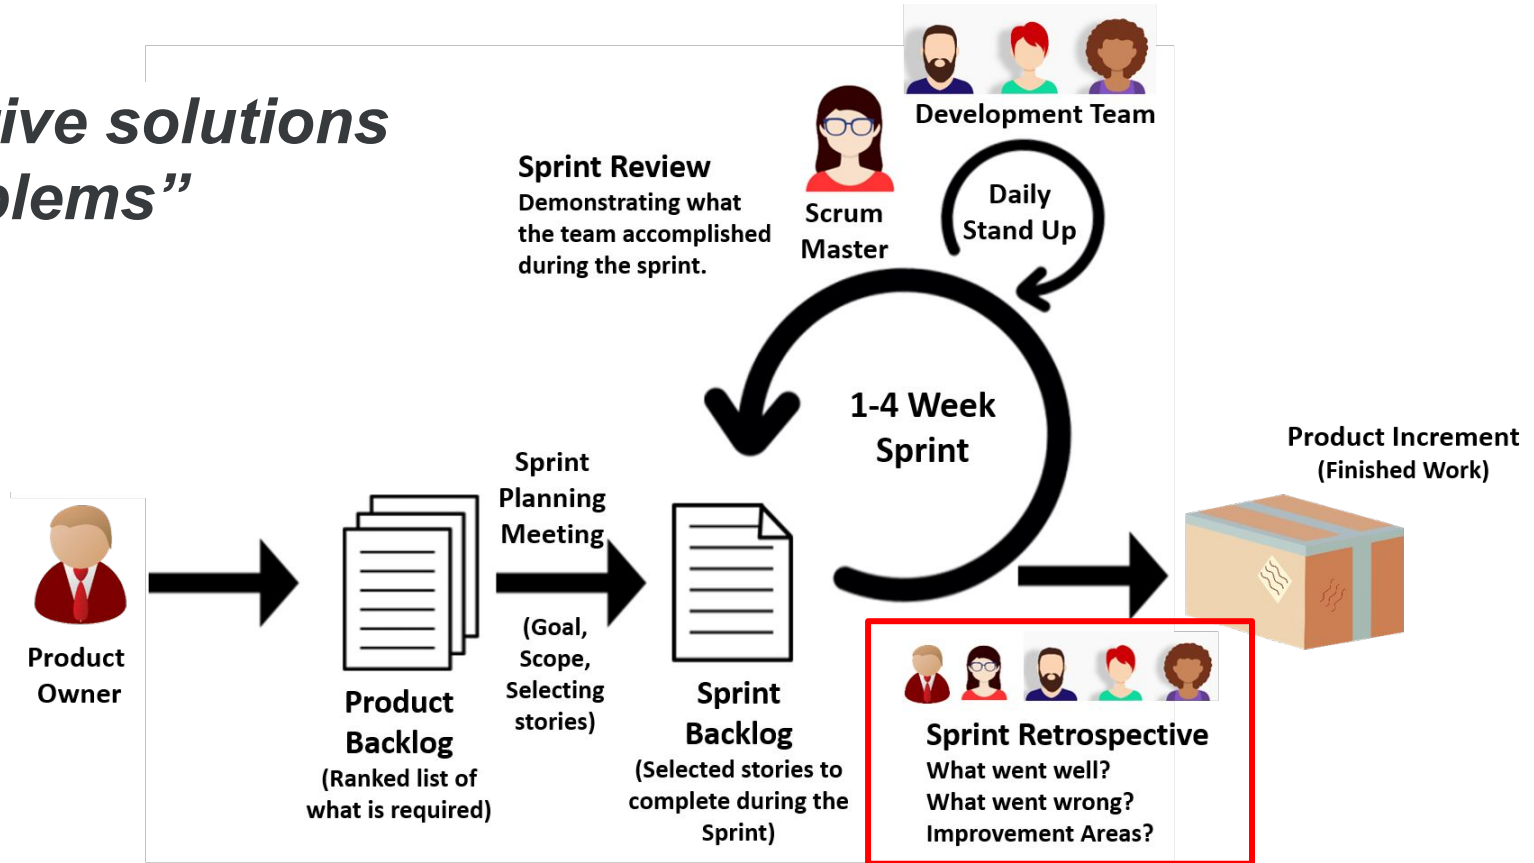 ive solutions
blems”
Development Team
Sprint Review
Demonstrating what
the team accomplished
during the sprint.
Scrum
Master
Daily
Stand Up
1-4 Week
Sprint
Product Increment
(Finished Work)
Sprint
Planning
Meeting
(Goal,
Scope,
Selecting
stories)
Product
Owner
Product
Backlog
(Ranked list of
what is required)
Sprint
Backlog
(Selected stories to
complete during the
Sprint)
Sprint Retrospective
What went well?
What went wrong?
Improvement Areas?